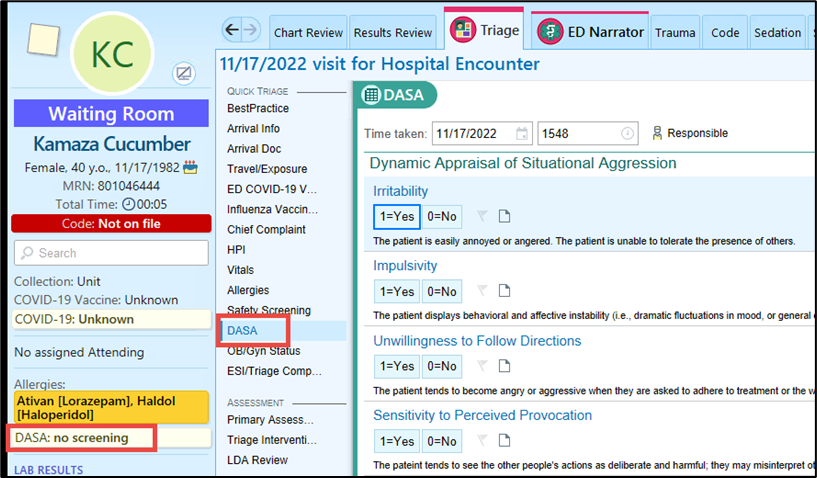 KC
Waiting Room
Kamaza Cucumber
Female, 40 y.o., 11/17/1982
MRN: 801046444
Total Time: 00:05
Code: Not on file
Search
Collection: Unit
COVID-19 Vaccine: Unknown
COVID-19: Unknown
No assigned Attending
Allergies:
Ativan [Lorazepam], Haldol
[Haloperidol]
DASA: no screening
LAB RESULTS
Chart Review
Results Review
Triage
ED Narrator
Trauma
Code
Sedation
11/17/2022 visit for Hospital Encounter
QUICK TRIAGE
BestPractice
Arrival Info
Arrival Doc
Travel/Exposure
ED COVID-19 V...
Influenza Vaccin...
Chief Complaint
HPI
Vitals
Allergies
Safety Screening
DASA
OB/Gyn Status
ESI/Triage Comp...
ASSESSMENT
Primary Assess...
Triage Interventi...
LDA Review
DASA
Time taken: 11/17/2022 1548 Responsible
Dynamic Appraisal of Situational Aggression
Irritability
1=Yes 0=No
The patient is easily annoyed or angered. The patient is unable to tolerate the presence of others.
Impulsivity
1=Yes 0=No
The patient displays behavioral and affective instability (i.e., dramatic fluctuations in mood, or general
Unwillingness to Follow Directions
1=Yes 0=No
The patient tends to become angry or aggressive when they are asked to adhere to treatment or the
Sensitivity to Perceived Provocation
1=Yes 0=No
The pateint tends to see the other people's actions as deliberate and harmful; they may misinterpret